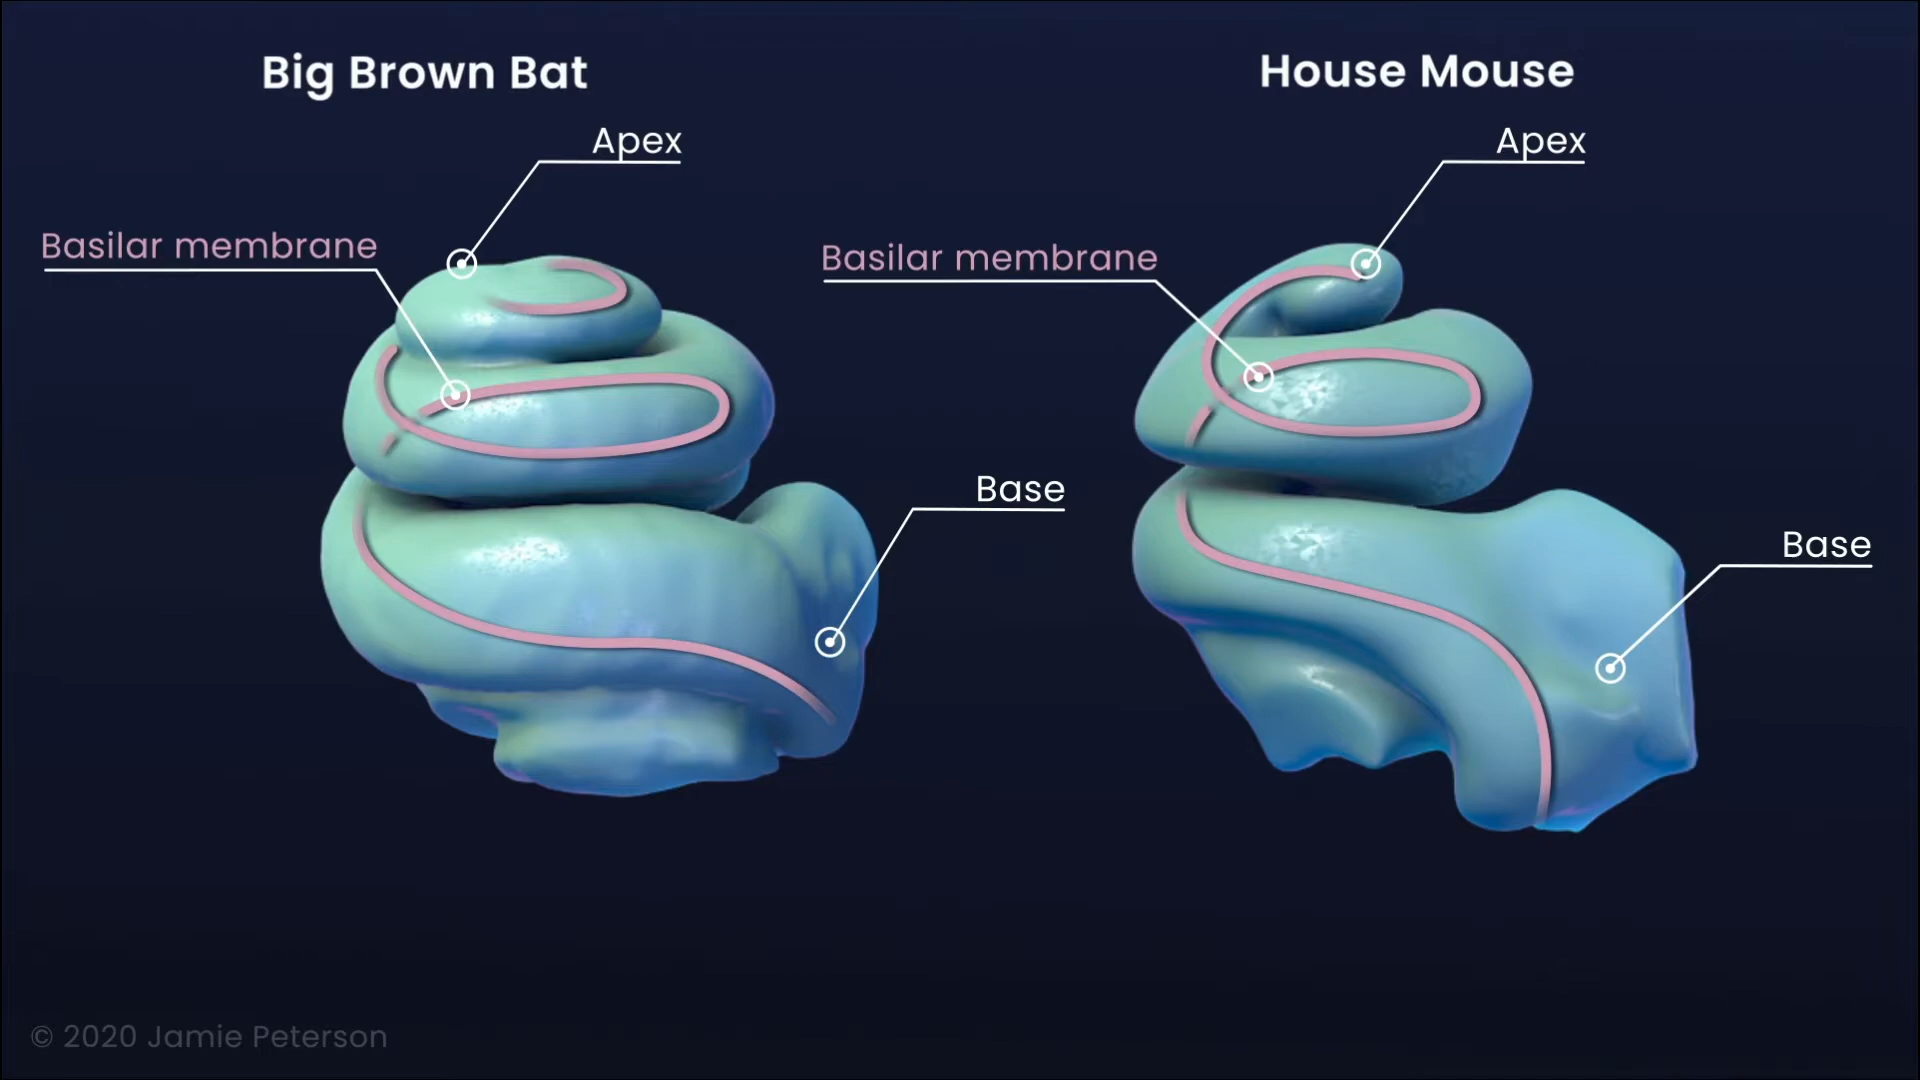 Big Brown Bat
House Mouse
Apex
Apex
Basilar membrane
Basilar membrane
Base
Base
© 2020 Jamie Peterson